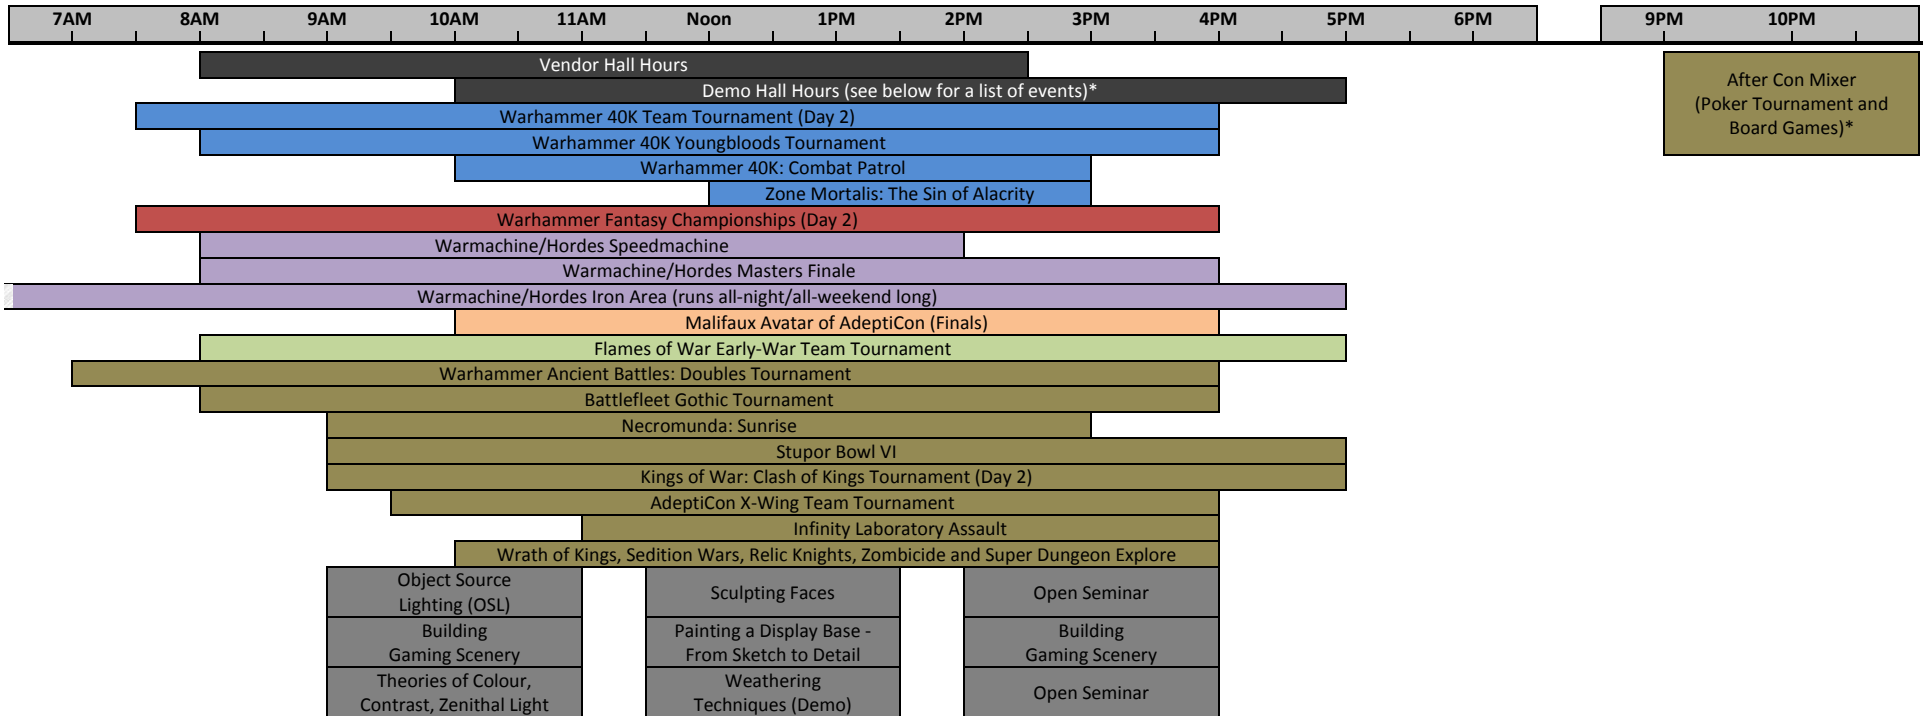 7AM 8AM 9AM 10AM 11AM Noon 1PM 2PM 3PM 4PM 5PM 6PM 9PM 10PM
Vendor Hall Hours
Demo Hall Hours (see below for a list of events)*
After Con Mixer
(Poker Tournament and
Board Games)*
Warhammer 40K Team Tournament (Day 2)
Warhammer 40K Youngbloods Tournament
Warhammer 40K: Combat Patrol
Zone Mortalis: The Sin of Alacrity
Warhammer Fantasy Championships (Day 2)
Warmachine/Hordes Speedmachine
Warmachine/Hordes Masters Finale
Warmachine/Hordes Iron Area (runs all-night/all-weekend long)
Malifaux Avatar of AdeptiCon (Finals)
Flames of War Early-War Team Tournament
Warhammer Ancient Battles: Doubles Tournament
Battlefleet Gothic Tournament
Necromunda: Sunrise
Stupor Bowl VI
Kings of War: Clash of Kings Tournament (Day 2)
AdeptiCon X-Wing Team Tournament
Infinity Laboratory Assault
Wrath of Kings, Sedition Wars, Relic Knights, Zombicide and Super Dungeon Explore
Object Source
Lighting (OSL)
Sculpting Faces
Open Seminar
Building
Gaming Scenery
Painting a Display Base -
From Sketch to Detail
Building
Gaming Scenery
Theories of Colour,
Contrast, Zenithal Light
Weathering
Techniques (Demo)
Open Seminar